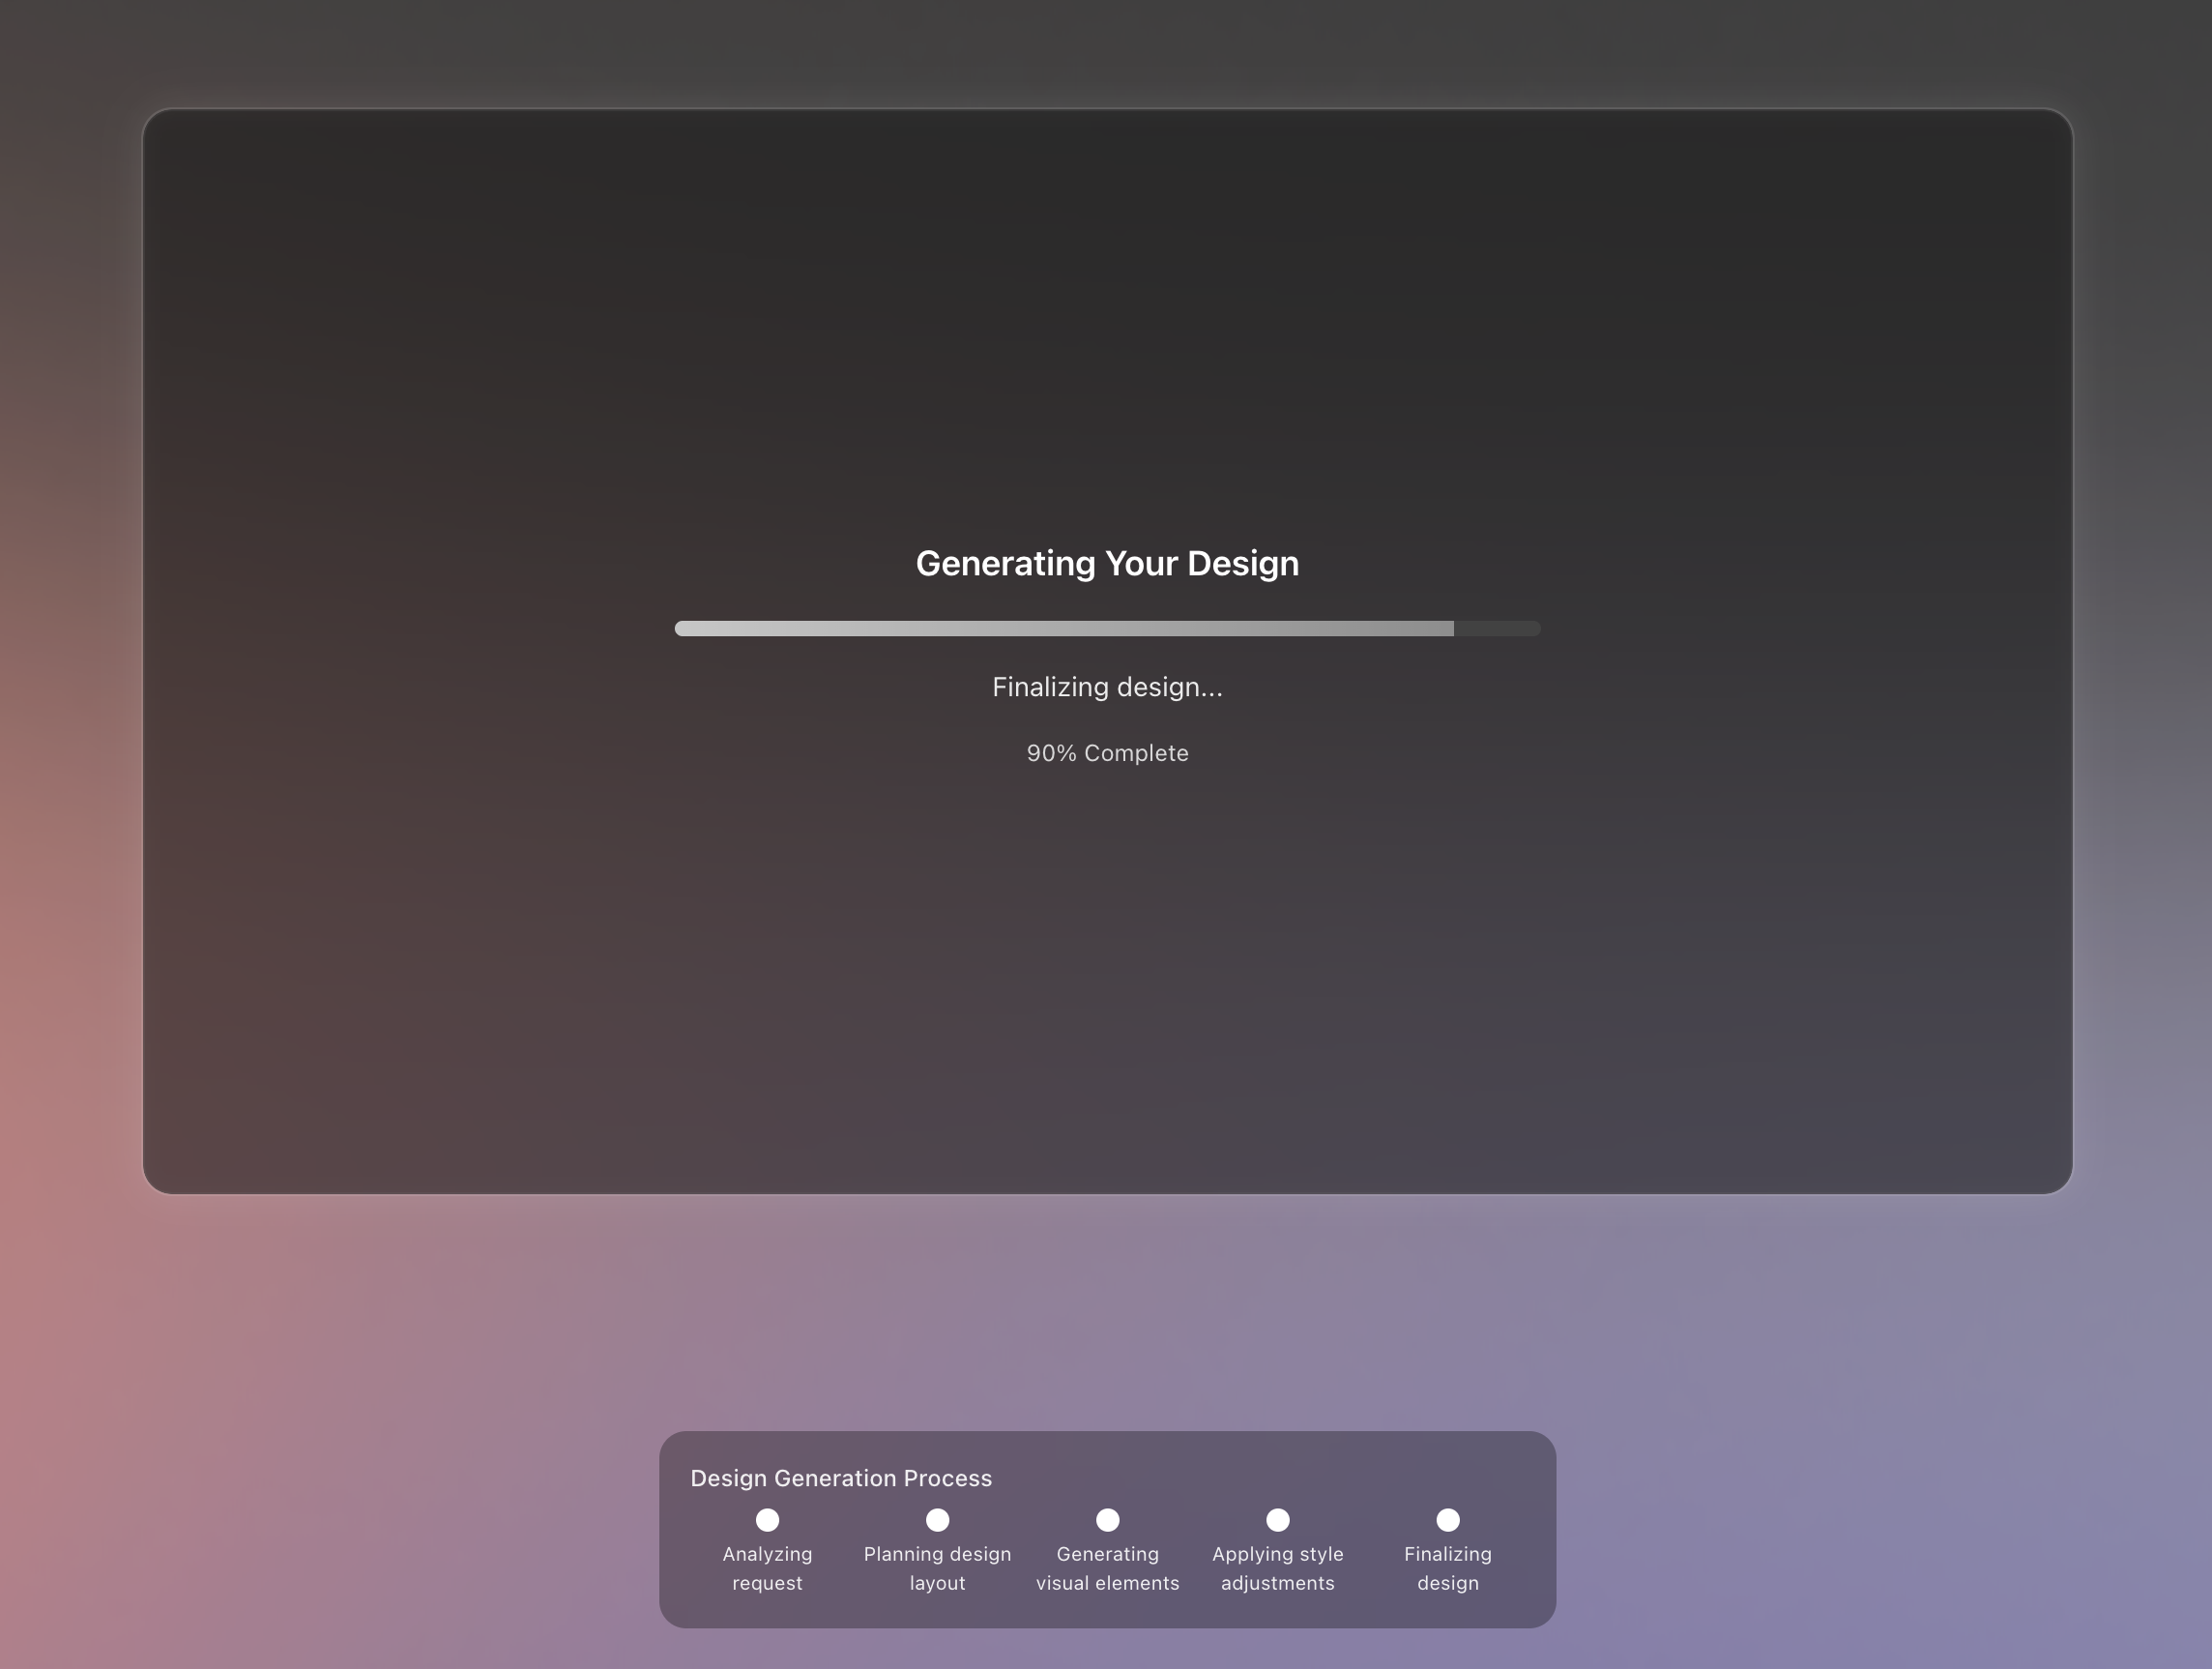 Generating Your Design
Finalizing design...
90% Complete
Design Generation Process
Analyzing
request
Planning design
layout
Generating
visual elements
Applying style
adjustments
Finalizing
design